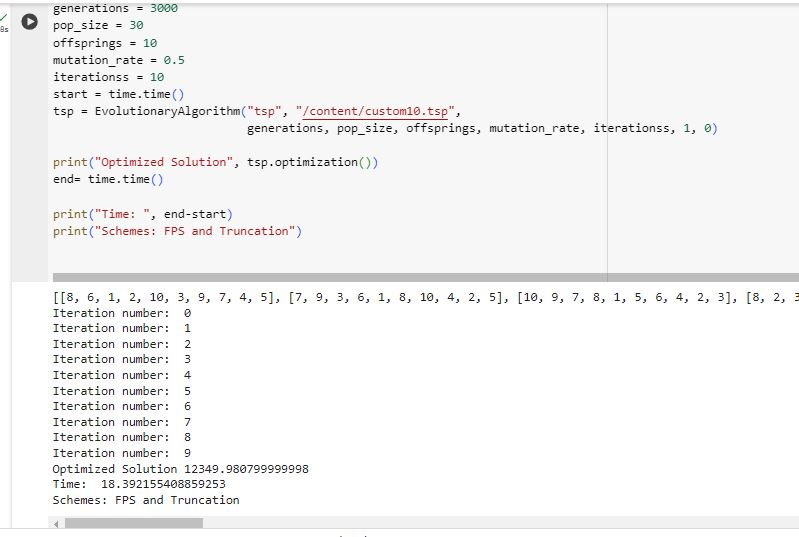 generations = 3000
pop_size = 30
offsprings = 10
mutation_rate = 0.5
iterationss = 10
start = time.time()
tsp = EvolutionaryAlgorithm("tsp", "/content/custom10.tsp",
generations, pop_size, offsprings, mutation_rate, iterationss, 1, 0)
print("Optimized Solution", tsp.optimization())
end= time.time()
print("Time: ", end-start)
print("Schemes: FPS and Truncation")
[[8, 6, 1, 2, 10, 3, 9, 7, 4, 5], [7, 9, 3, 6, 1, 8, 10, 4, 2, 5], [10, 9, 7, 8, 1, 5, 6, 4, 2, 3], [8, 2, 3
Iteration number:  0
Iteration number:  1
Iteration number:  2
Iteration number:  3
Iteration number:  4
Iteration number:  5
Iteration number:  6
Iteration number:  7
Iteration number:  8
Iteration number:  9
Optimized Solution 12349.980799999998
Time:  18.392155408859253
Schemes: FPS and Truncation